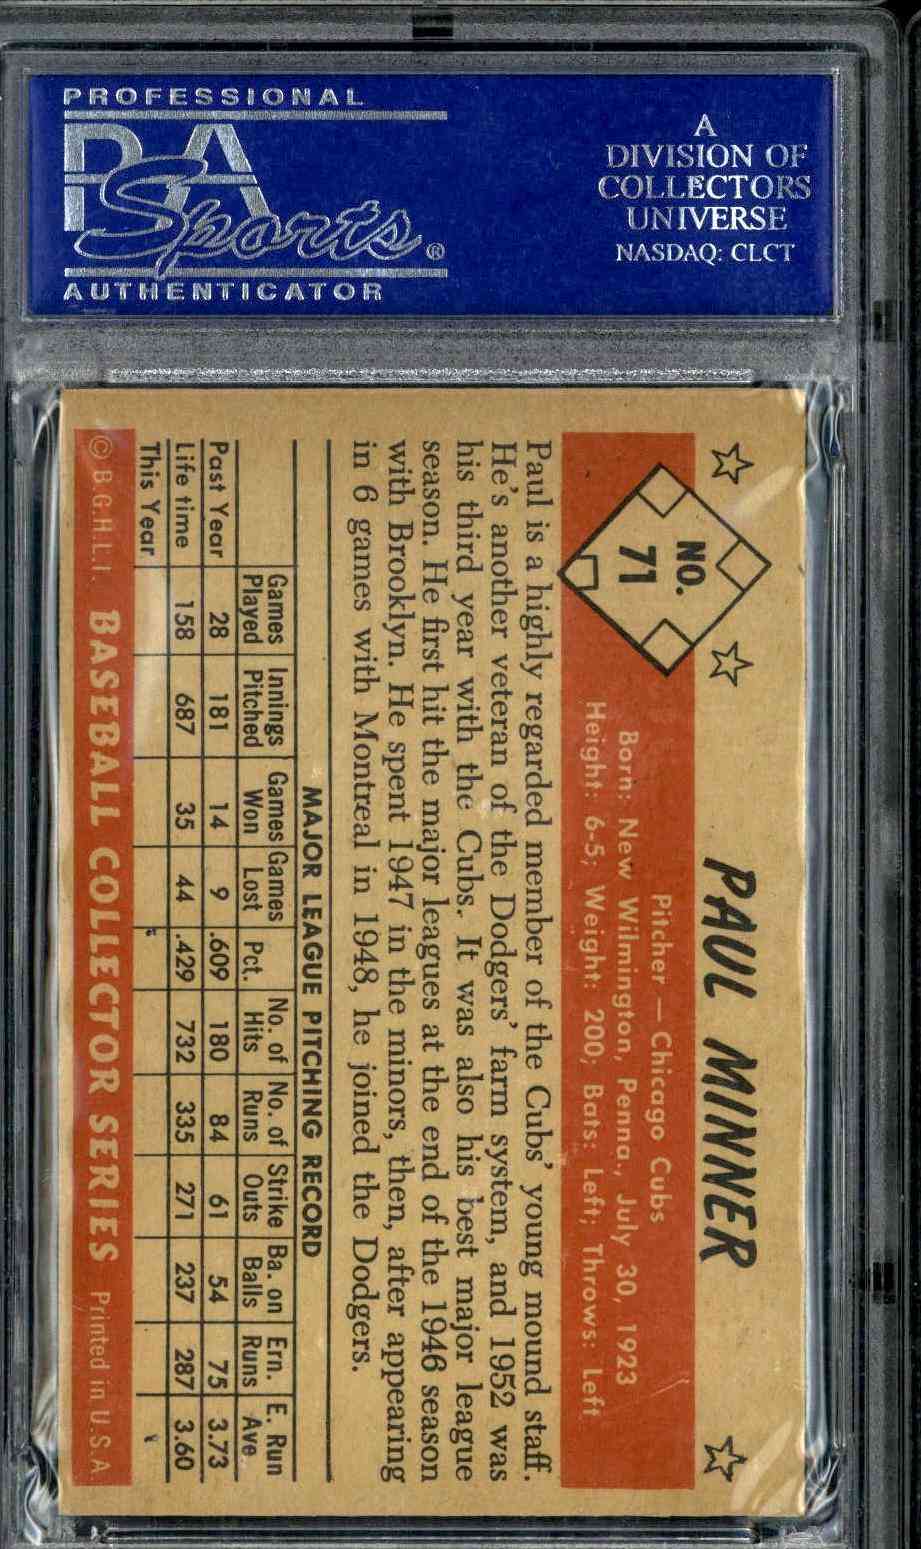 PROFESSIONAL
PSA
Sports®
AUTHENTICATOR
A
DIVISION OF
COLLECTORS
UNIVERSE
NASDAQ: CLCT
PAUL MINNER
NO.
71
Pitcher — Chicago Cubs
Born: New Wilmington, Penna., July 30, 1923
Height: 6-5; Weight: 200; Bats: Left; Throws: Left
Paul is a highly regarded member of the Cubs' young mound staff.
He's another veteran of the Dodgers' farm system, and 1952 was
his third year with the Cubs. It was also his best major league
season. He first hit the major leagues at the end of the 1946 season
with Brooklyn. He spent 1947 in the minors, then, after appearing
in 6 games with Montreal in 1948, he joined the Dodgers.
MAJOR LEAGUE PITCHING RECORD
Games Innings Games Games No. of No. of Strike Ba. on Ern. E. Run
Played Pitched Won Lost Pct. Hits Runs Outs Balls Runs Ave
Past Year 28 181 14 9 .609 180 84 61 54 75 3.73
Life time 158 687 35 44 .429 732 335 271 237 287 3.60
This Year
© B.G.H.L.I. BASEBALL COLLECTOR SERIES Printed in U.S.A